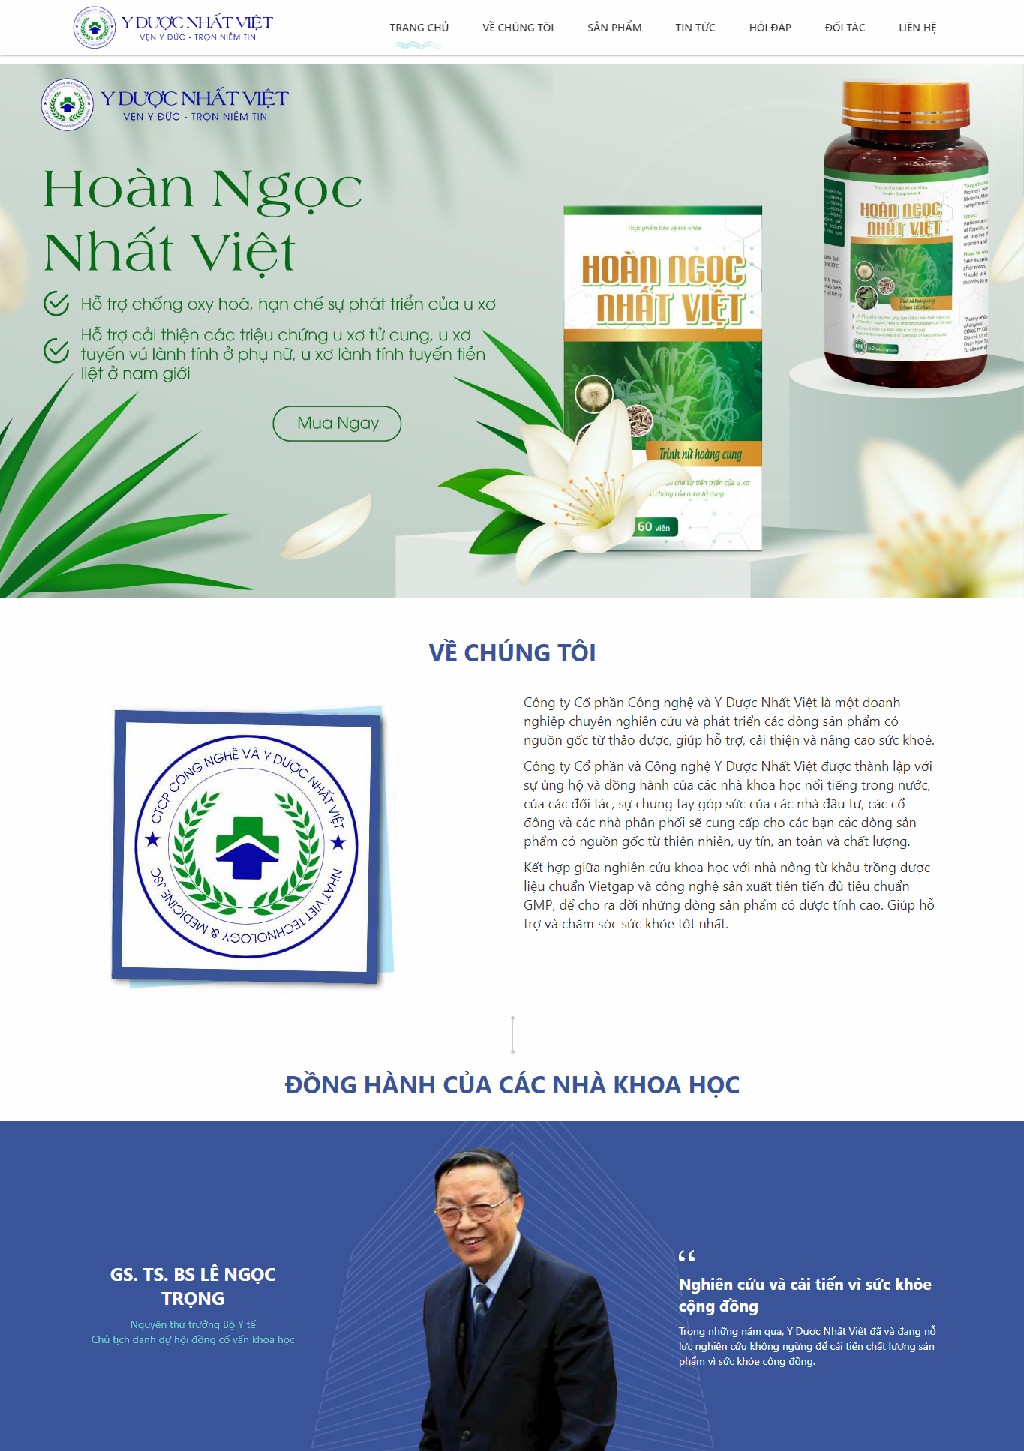 Y DƯỢC NHẤT VIỆT
VẸN Y ĐỨC - TRỌN NIỀM TIN
TRANG CHỦ
VỀ CHÚNG TÔI
SẢN PHẨM
TIN TỨC
HỎI ĐÁP
ĐỐI TÁC
LIÊN HỆ
Y DƯỢC NHẤT VIỆT
VẸN Y ĐỨC - TRỌN NIỀM TIN
Hoàn Ngọc
Nhất Việt
Hỗ trợ chống oxy hoá, hạn chế sự phát triển của u xơ
Hỗ trợ cải thiện các triệu chứng u xơ tử cung, u xơ
tuyến vú lành tính ở phụ nữ, u xơ lành tính tuyến tiền
liệt ở nam giới
Mua Ngay
Thực phẩm bảo vệ sức khỏe
HOÀN NGỌC
NHẤT VIỆT
Trinh nữ hoàng cung
60 viên
HOÀN NGỌC
NHẤT VIỆT
VỀ CHÚNG TÔI
CTCP CÔNG NGHỆ VÀ Y DƯỢC NHẤT VIỆT
NHAT VIET TECHNOLOGY & MEDICINE JSC
Công ty Cổ phần Công nghệ và Y Dược Nhất Việt là một doanh
nghiệp chuyên nghiên cứu và phát triển các dòng sản phẩm có
nguồn gốc từ thảo dược, giúp hỗ trợ, cải thiện và nâng cao sức khoẻ.
Công ty Cổ phần và Công nghệ Y Dược Nhất Việt được thành lập với
sự ủng hộ và đồng hành của các nhà khoa học nổi tiếng trong nước,
của các đối tác, sự chung tay góp sức của các nhà đầu tư, các cổ
đông và các nhà phân phối sẽ cung cấp cho các bạn các dòng sản
phẩm có nguồn gốc từ thiên nhiên, uy tín, an toàn và chất lượng.
Kết hợp giữa nghiên cứu khoa học với nhà nông từ khâu trồng dược
liệu chuẩn Vietgap và công nghệ sản xuất tiên tiến đủ tiêu chuẩn
GMP, để cho ra đời những dòng sản phẩm có dược tính cao. Giúp hỗ
trợ và chăm sóc sức khỏe tốt nhất.
ĐỒNG HÀNH CỦA CÁC NHÀ KHOA HỌC
GS. TS. BS LÊ NGỌC
TRỌNG
Nguyên thứ trưởng Bộ Y tế
Chủ tịch danh dự hội đồng cố vấn khoa học
Nghiên cứu và cải tiến vì sức khỏe
cộng đồng
Trong những năm qua, Y Dược Nhất Việt đã và đang nỗ
lực nghiên cứu không ngừng để cải tiến chất lượng sản
phẩm vì sức khỏe cộng đồng.